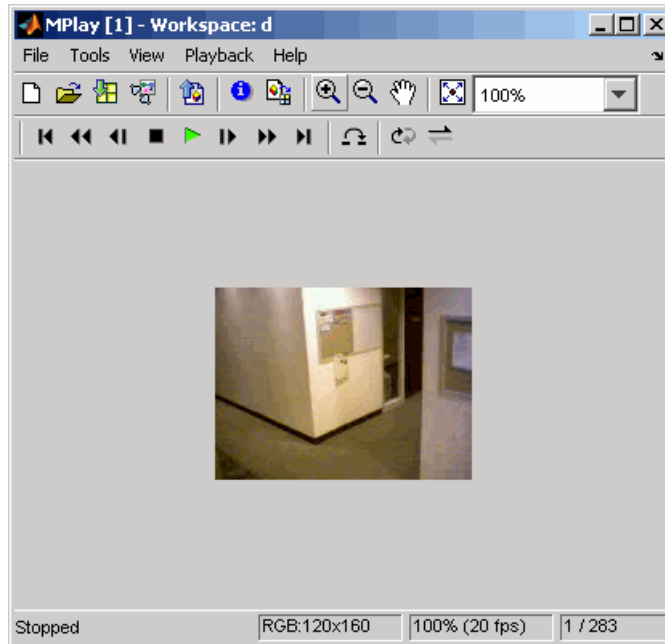 MPlay [1] - Workspace: d
File Tools View Playback Help
100%
Stopped
RGB:120x160
100% (20 fps)
1 / 283